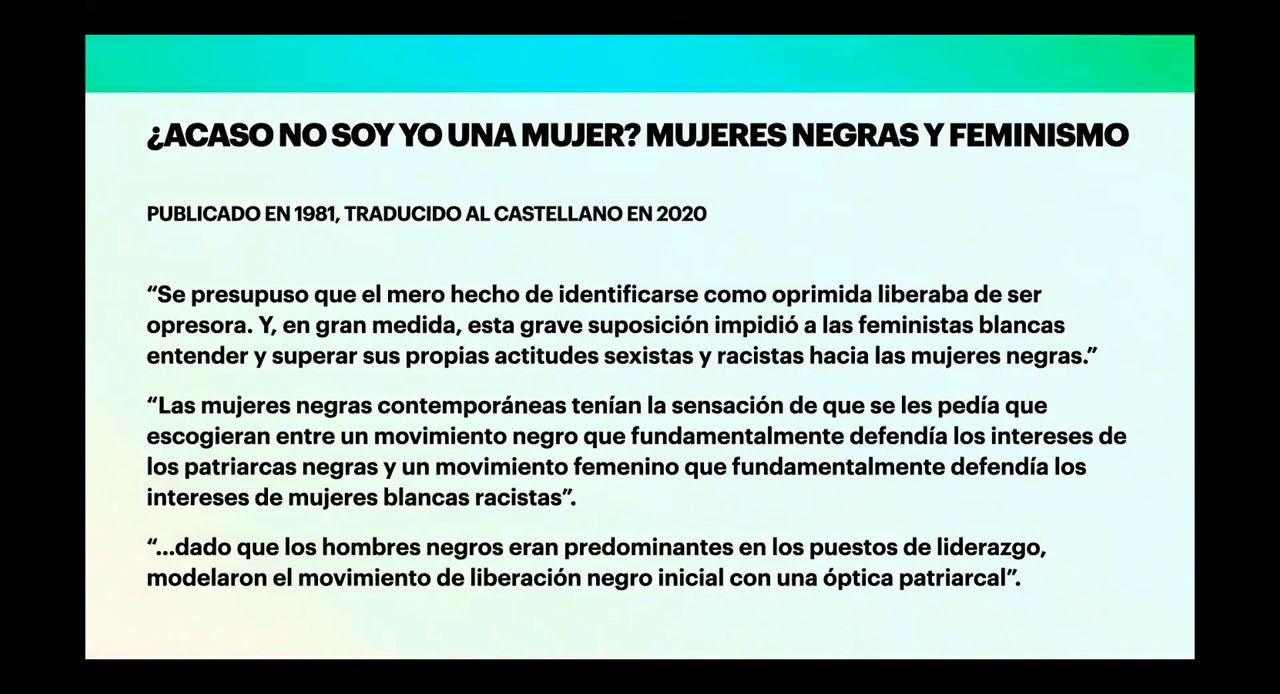 ¿ACASO NO SOY YO UNA MUJER? MUJERES NEGRAS Y FEMINISMO
PUBLICADO EN 1981, TRADUCIDO AL CASTELLANO EN 2020
“Se presupuso que el mero hecho de identificarse como oprimida liberaba de ser
opresora. Y, en gran medida, esta grave suposición impidió a las feministas blancas
entender y superar sus propias actitudes sexistas y racistas hacia las mujeres negras.”
“Las mujeres negras contemporáneas tenían la sensación de que se les pedía que
escogieran entre un movimiento negro que fundamentalmente defendía los intereses de
los patriarcas negras y un movimiento femenino que fundamentalmente defendía los
intereses de mujeres blancas racistas”.
“...dado que los hombres negros eran predominantes en los puestos de liderazgo,
modelaron el movimiento de liberación negro inicial con una óptica patriarcal”.